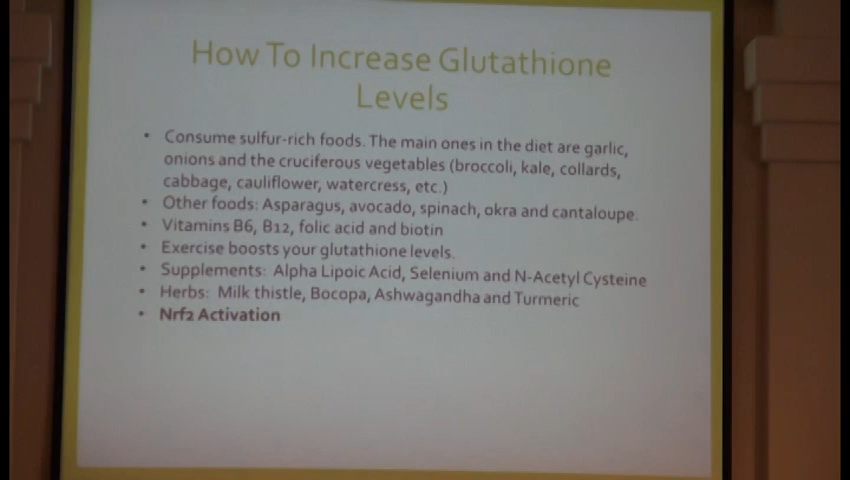 How To Increase Glutathione
Levels
• Consume sulfur-rich foods. The main ones in the diet are garlic,
onions and the cruciferous vegetables (broccoli, kale, collards,
cabbage, cauliflower, watercress, etc.)
• Other foods: Asparagus, avocado, spinach, okra and cantaloupe.
• Vitamins B6, B12, folic acid and biotin
• Exercise boosts your glutathione levels.
• Supplements: Alpha Lipoic Acid, Selenium and N-Acetyl Cysteine
• Herbs: Milk thistle, Bocopa, Ashwagandha and Turmeric
• Nrf2 Activation